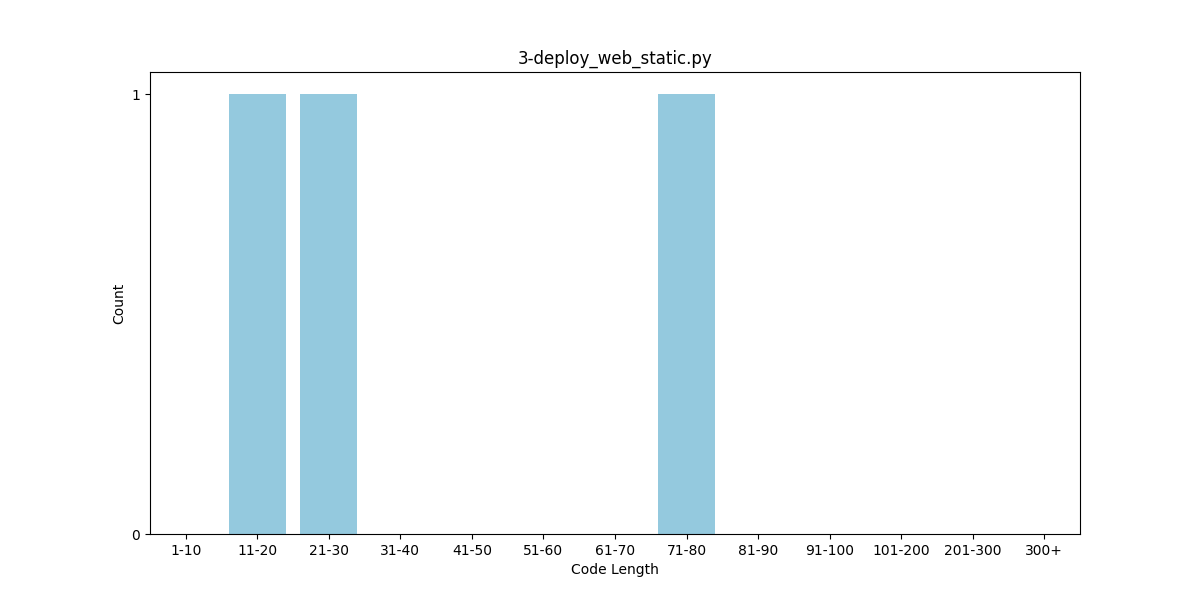 3-deploy_web_static.py
1
Count
0
1-10 11-20 21-30 31-40 41-50 51-60 61-70 71-80 81-90 91-100 101-200 201-300 300+
Code Length